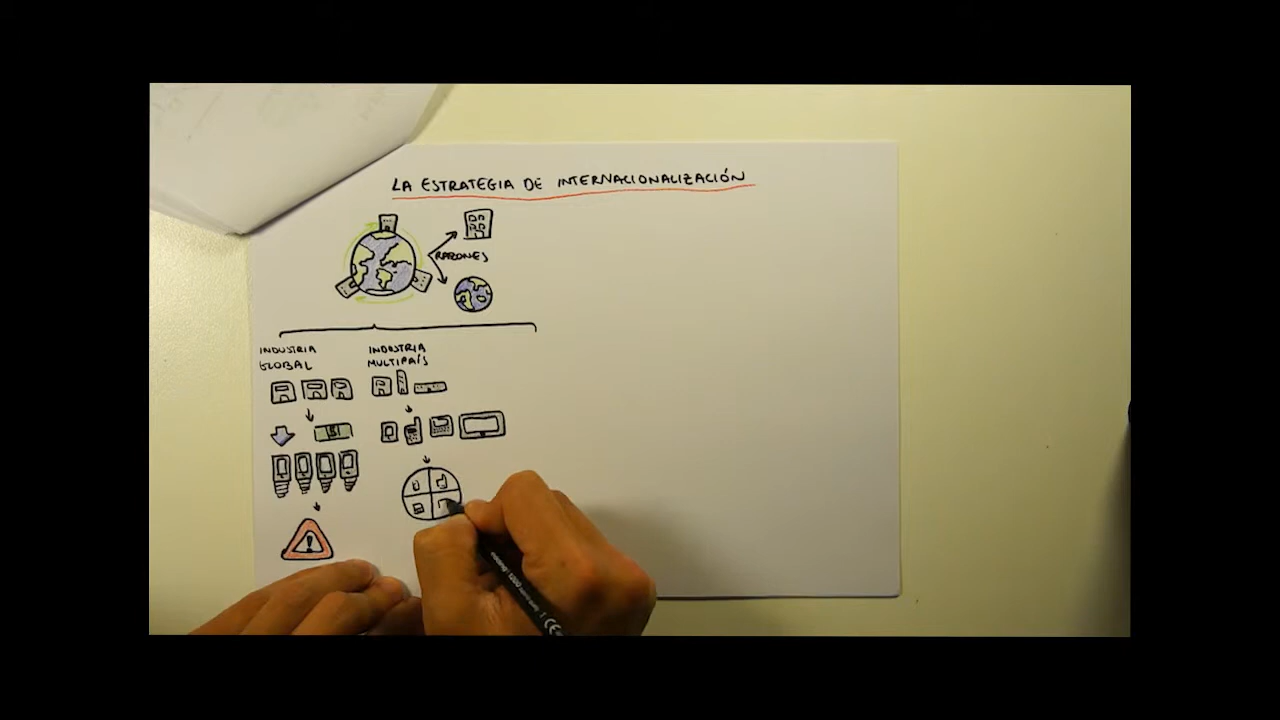 LA ESTRATEGIA DE INTERNACIONALIZACIÓN
RAZONES
INDUSTRIA
GLOBAL
INDUSTRIA
MULTIPAÍS